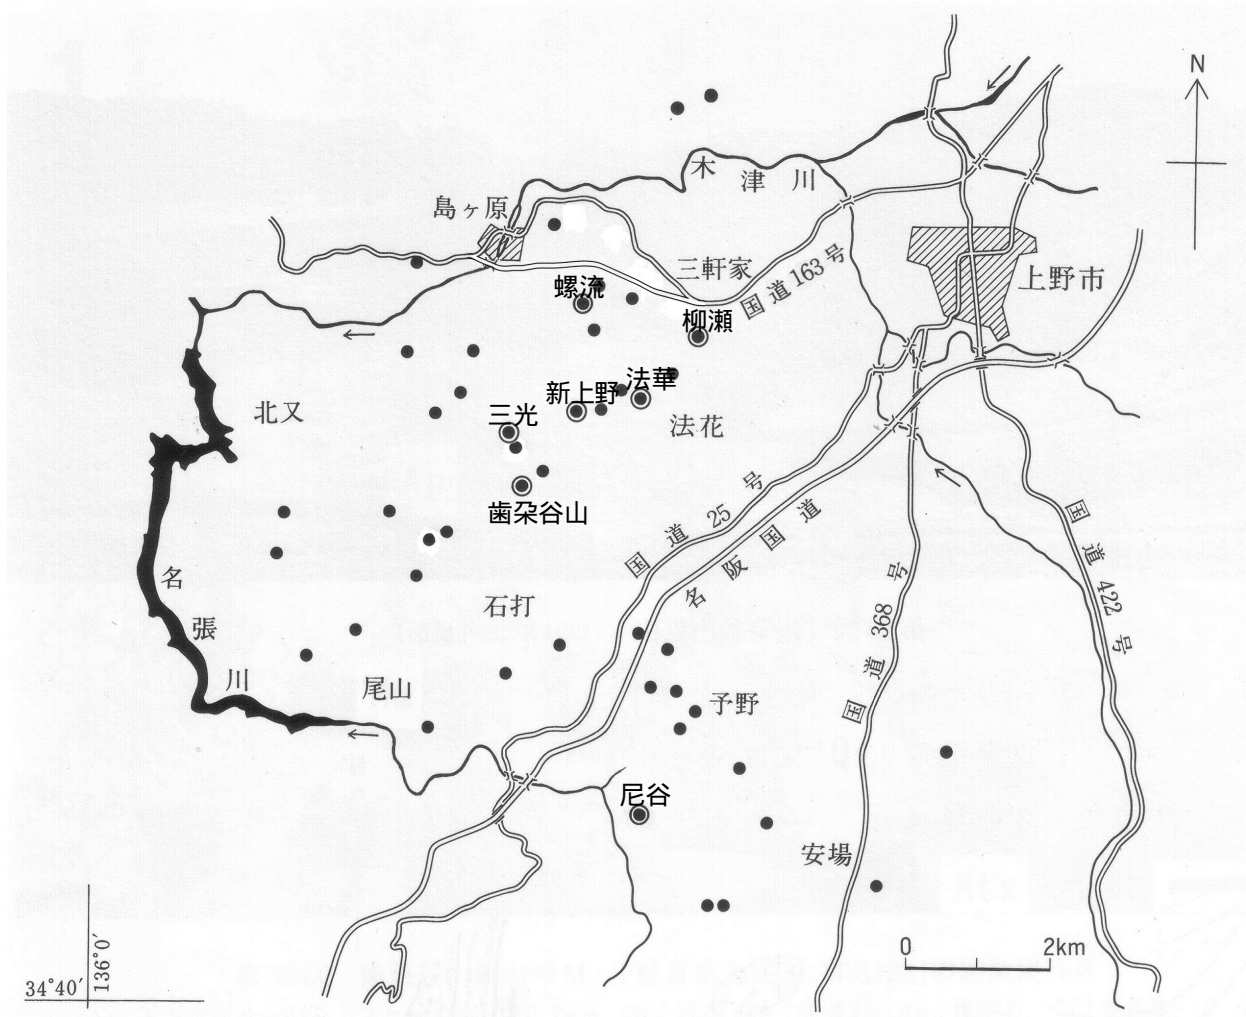 N
木津川
島ヶ原
三軒家
国道163号
上野市
螺流
柳瀬
法華
新上野
三光
法花
北又
歯朶谷山
国道25号
名阪国道
国道368号
国道422号
名張川
石打
尾山
予野
尼谷
安場
0 2km
136°0′
34°40′